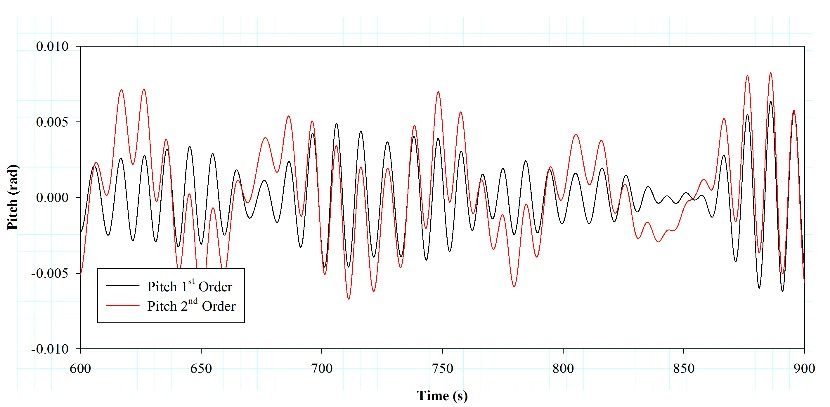 0.010
0.005
0.000
-0.005
-0.010
Pitch (rad)
Pitch 1st Order
Pitch 2nd Order
600 650 700 750 800 850 900
Time (s)